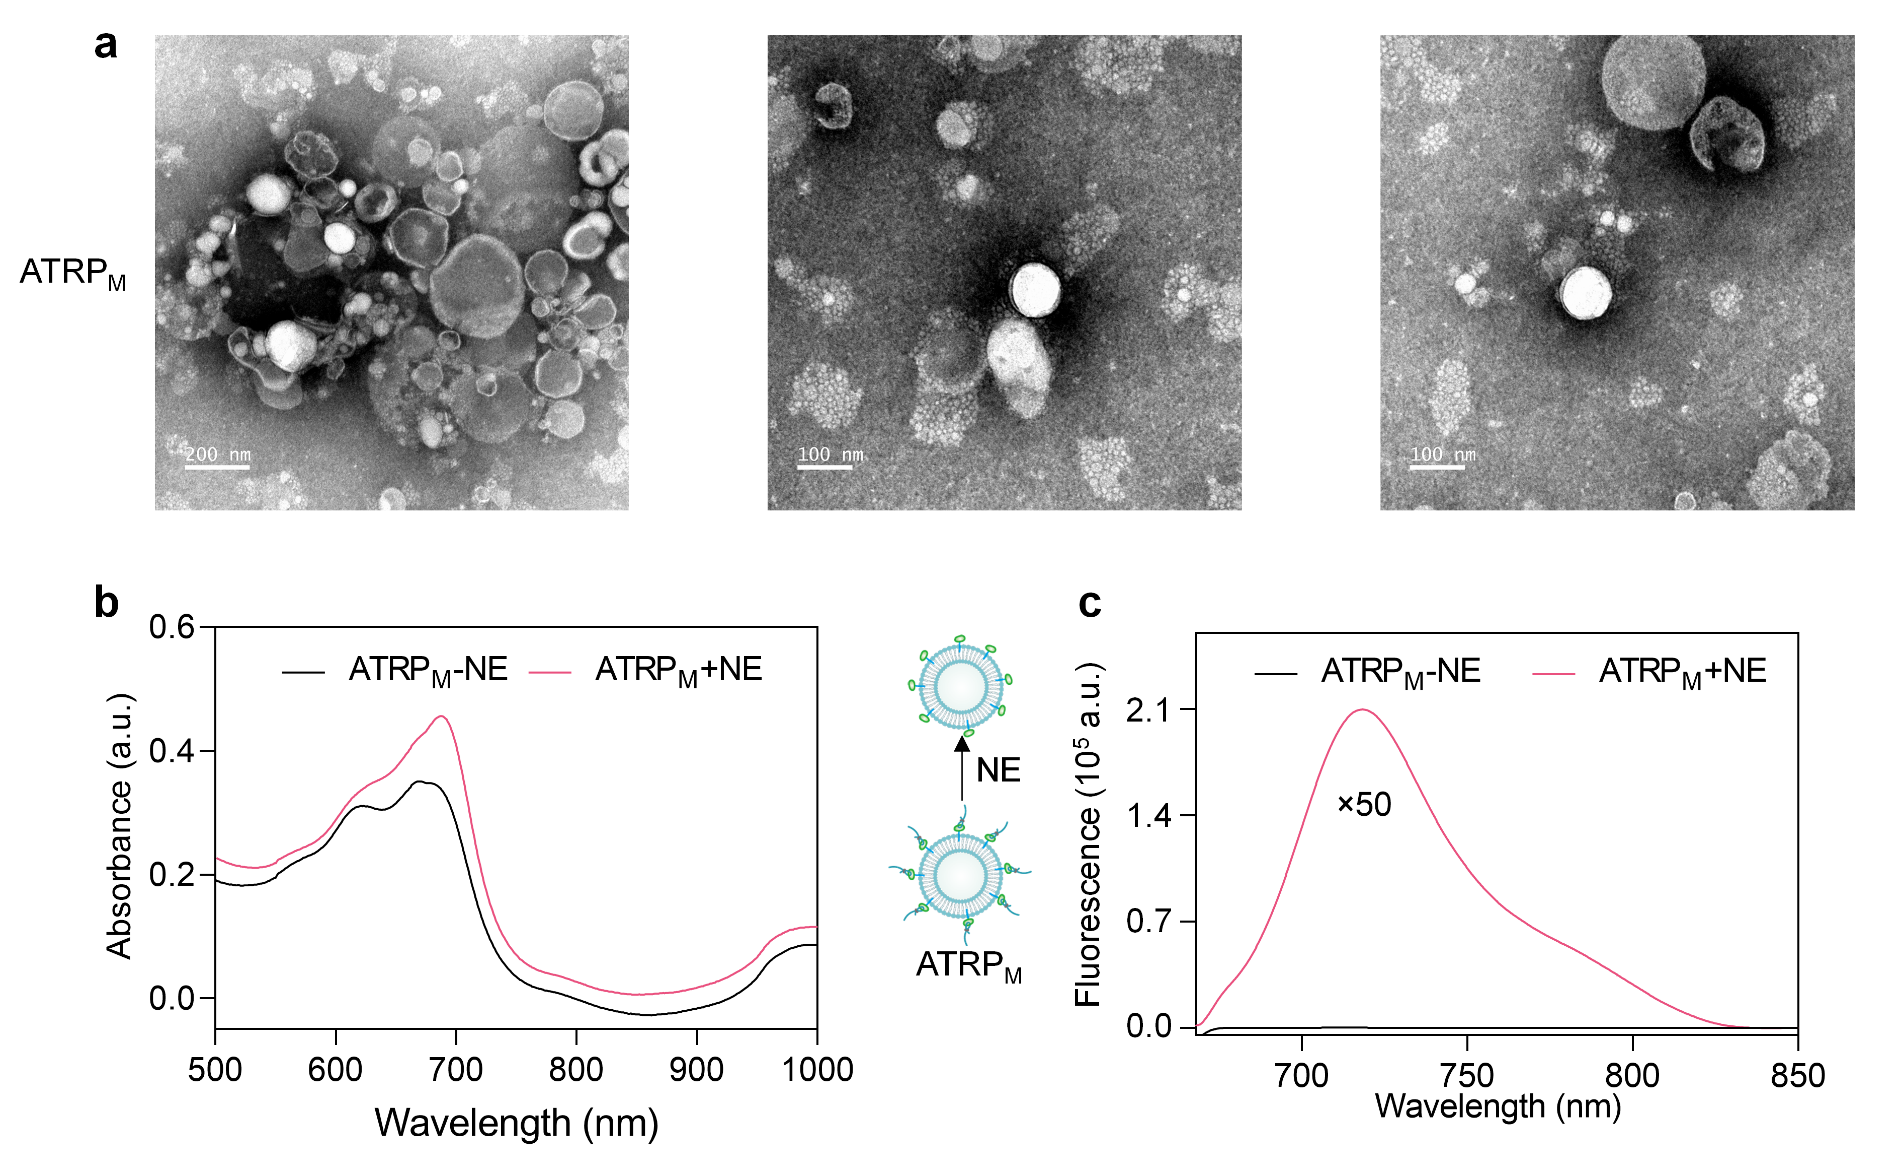 a
ATRPM
200 nm
100 nm
100 nm
b
0.6
0.4
0.2
0.0
Absorbance (a.u.)
ATRPM-NE
ATRPM+NE
500
600
700
800
900
1000
Wavelength (nm)
NE
ATRPM
c
2.1
1.4
0.7
0.0
Fluorescence (10⁵ a.u.)
ATRPM-NE
ATRPM+NE
×50
700
750
800
850
Wavelength (nm)